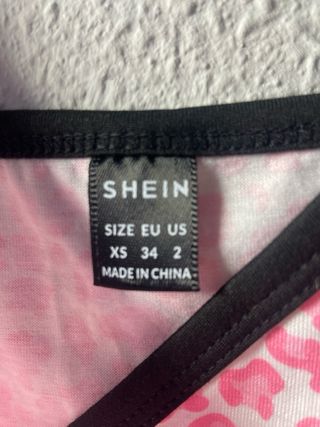 SHEIN
SIZE EU US
XS 34 2
MADE IN CHINA